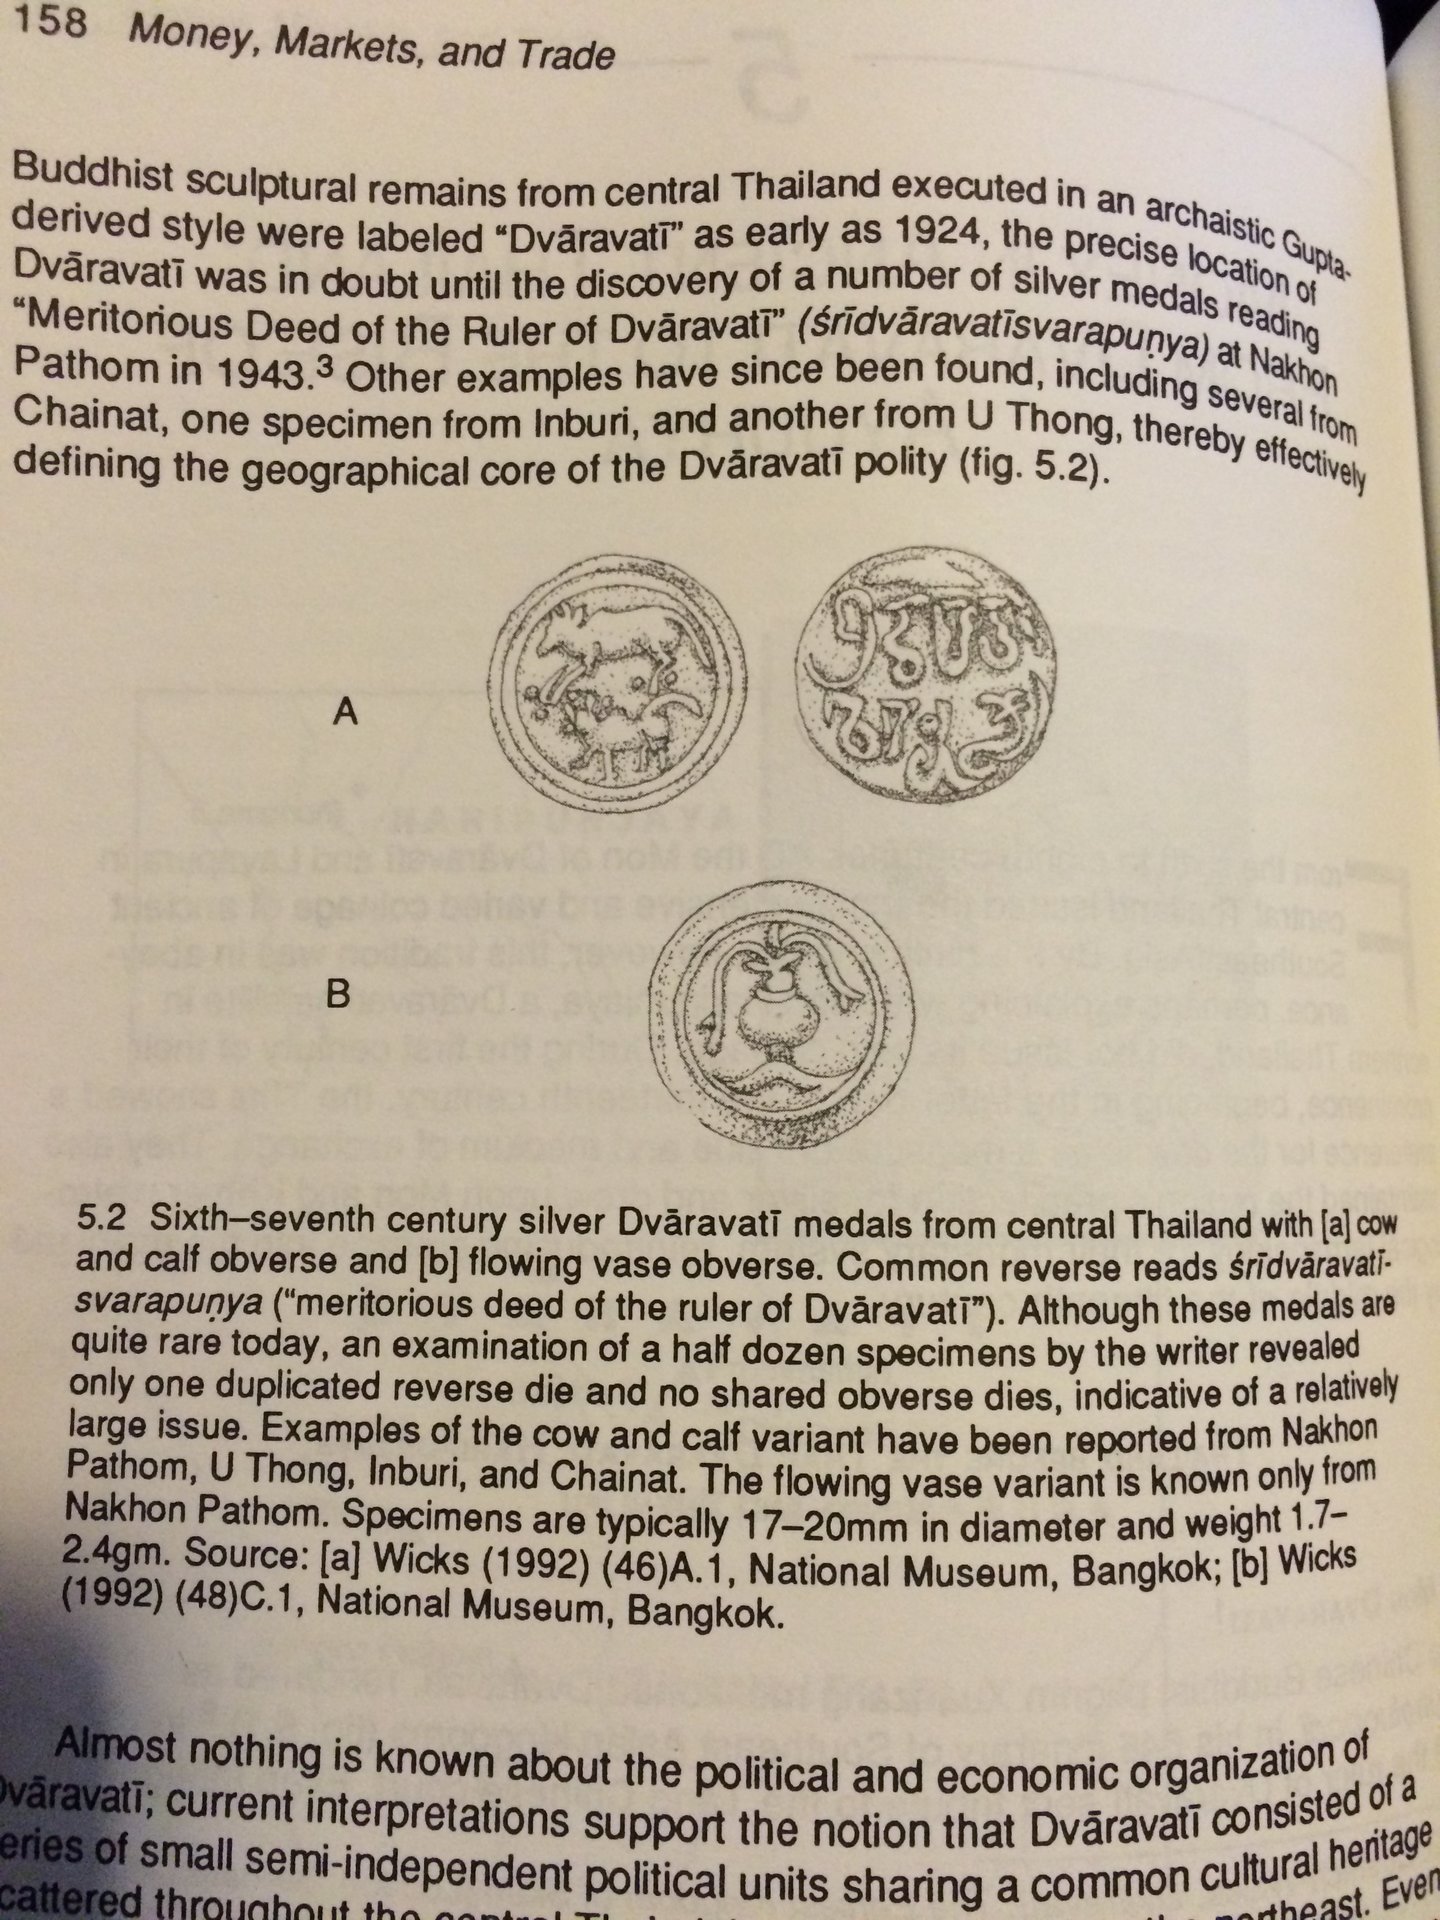 158 Money, Markets, and Trade
Buddhist sculptural remains from central Thailand executed in an archaistic Gupta-
derived style were labeled “Dvāravatī” as early as 1924, the precise location of
Dvāravatī was in doubt until the discovery of a number of silver medals reading
“Meritorious Deed of the Ruler of Dvāravatī” (śrīdvāravatīsvarapuṇya) at Nakhon
Pathom in 1943.3 Other examples have since been found, including several from
Chainat, one specimen from Inburi, and another from U Thong, thereby effectively
defining the geographical core of the Dvāravatī polity (fig. 5.2).
A
B
5.2 Sixth–seventh century silver Dvāravatī medals from central Thailand with [a] cow
and calf obverse and [b] flowing vase obverse. Common reverse reads śrīdvāravatī-
svarapuṇya (“meritorious deed of the ruler of Dvāravatī”). Although these medals are
quite rare today, an examination of a half dozen specimens by the writer revealed
only one duplicated reverse die and no shared obverse dies, indicative of a relatively
large issue. Examples of the cow and calf variant have been reported from Nakhon
Pathom, U Thong, Inburi, and Chainat. The flowing vase variant is known only from
Nakhon Pathom. Specimens are typically 17–20mm in diameter and weight 1.7–
2.4gm. Source: [a] Wicks (1992) (46)A.1, National Museum, Bangkok; [b] Wicks
(1992) (48)C.1, National Museum, Bangkok.
Almost nothing is known about the political and economic organization of
Dvāravatī; current interpretations support the notion that Dvāravatī consisted of a
eries of small semi-independent political units sharing a common cultural heritage
cattered throughout the central northeast. Even